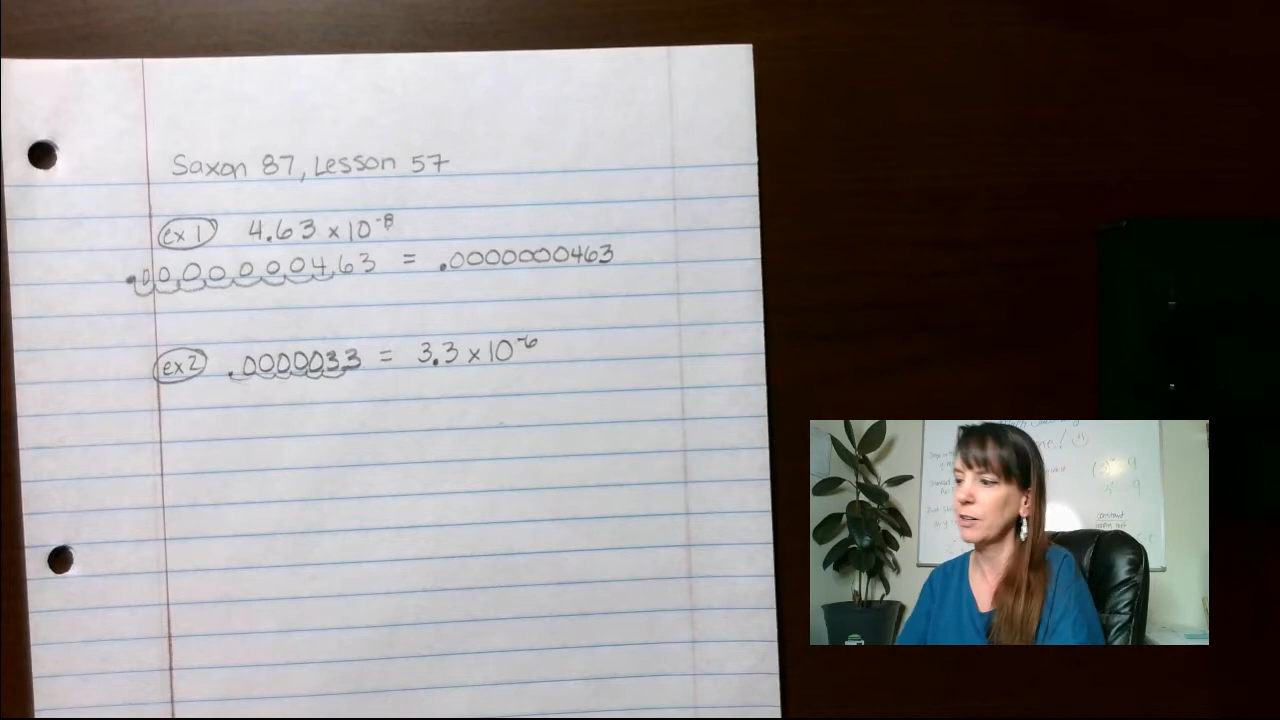 Saxon 87, Lesson 57
ex 1 4.63 x 10⁻⁸
.00000004.63 = .0000000463
ex 2 .0000033 = 3.3 x 10⁻⁶
constant